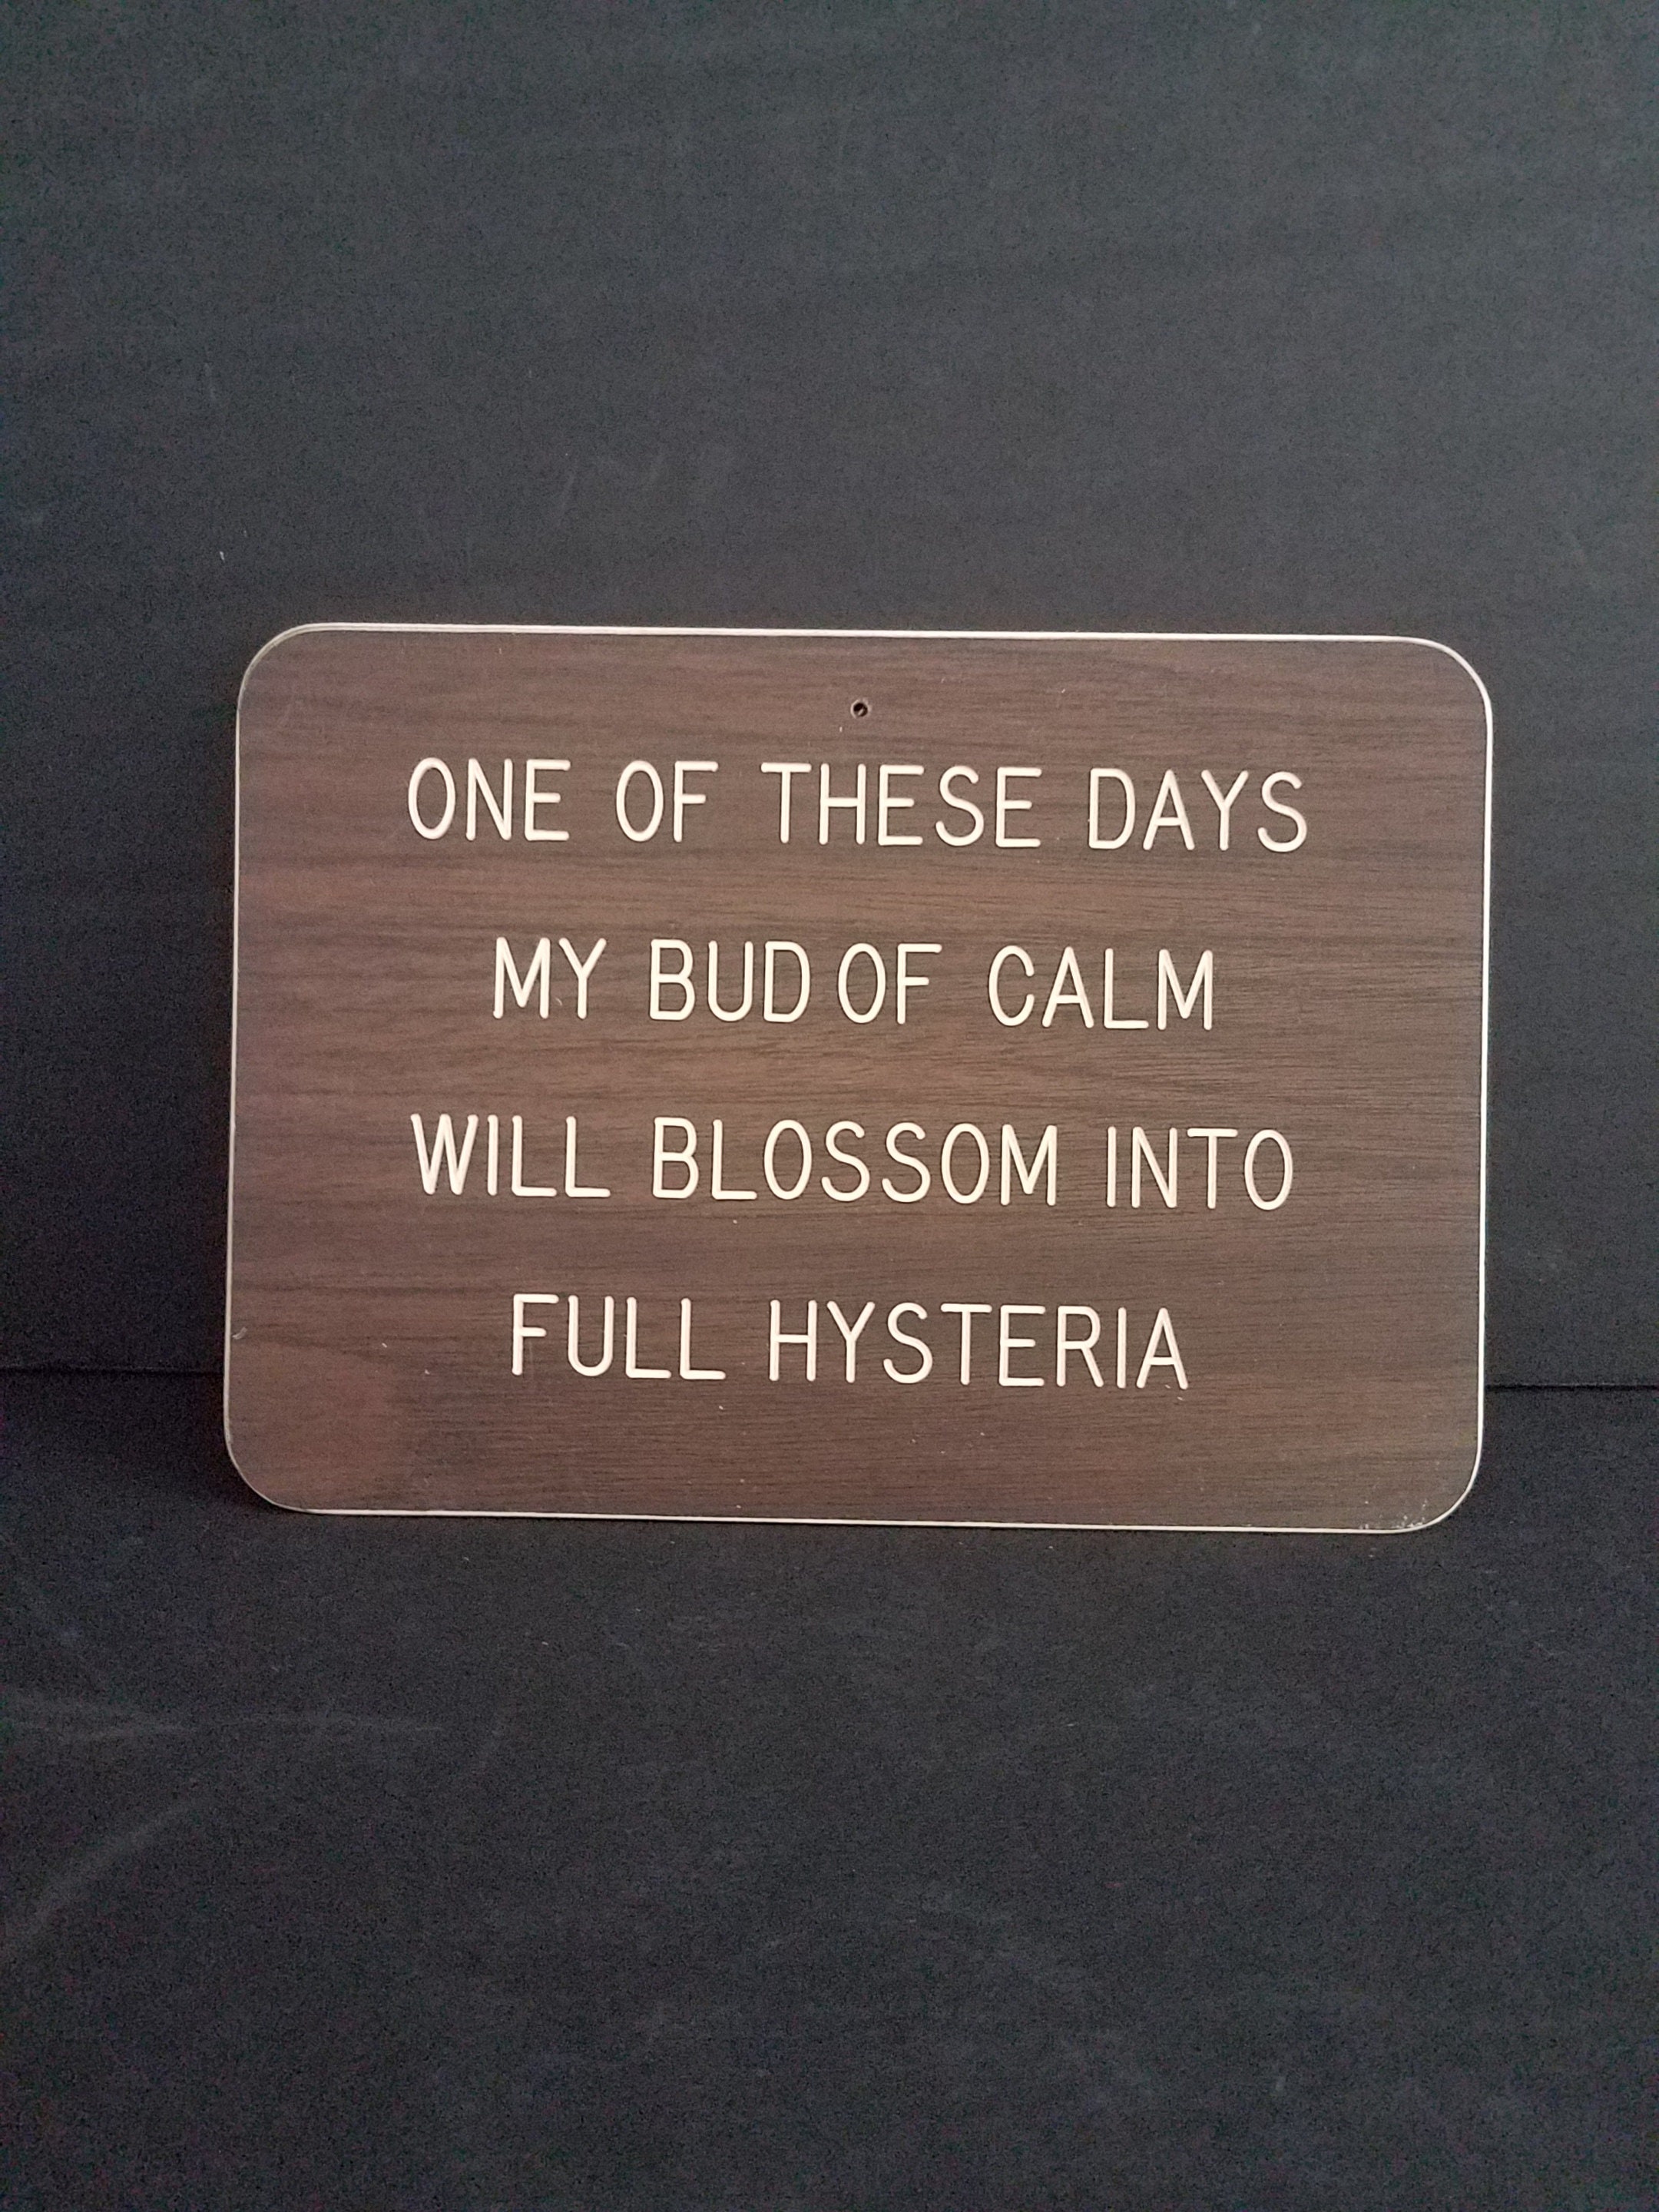 ONE OF THESE DAYS
MY BUD OF CALM
WILL BLOSSOM INTO
FULL HYSTERIA